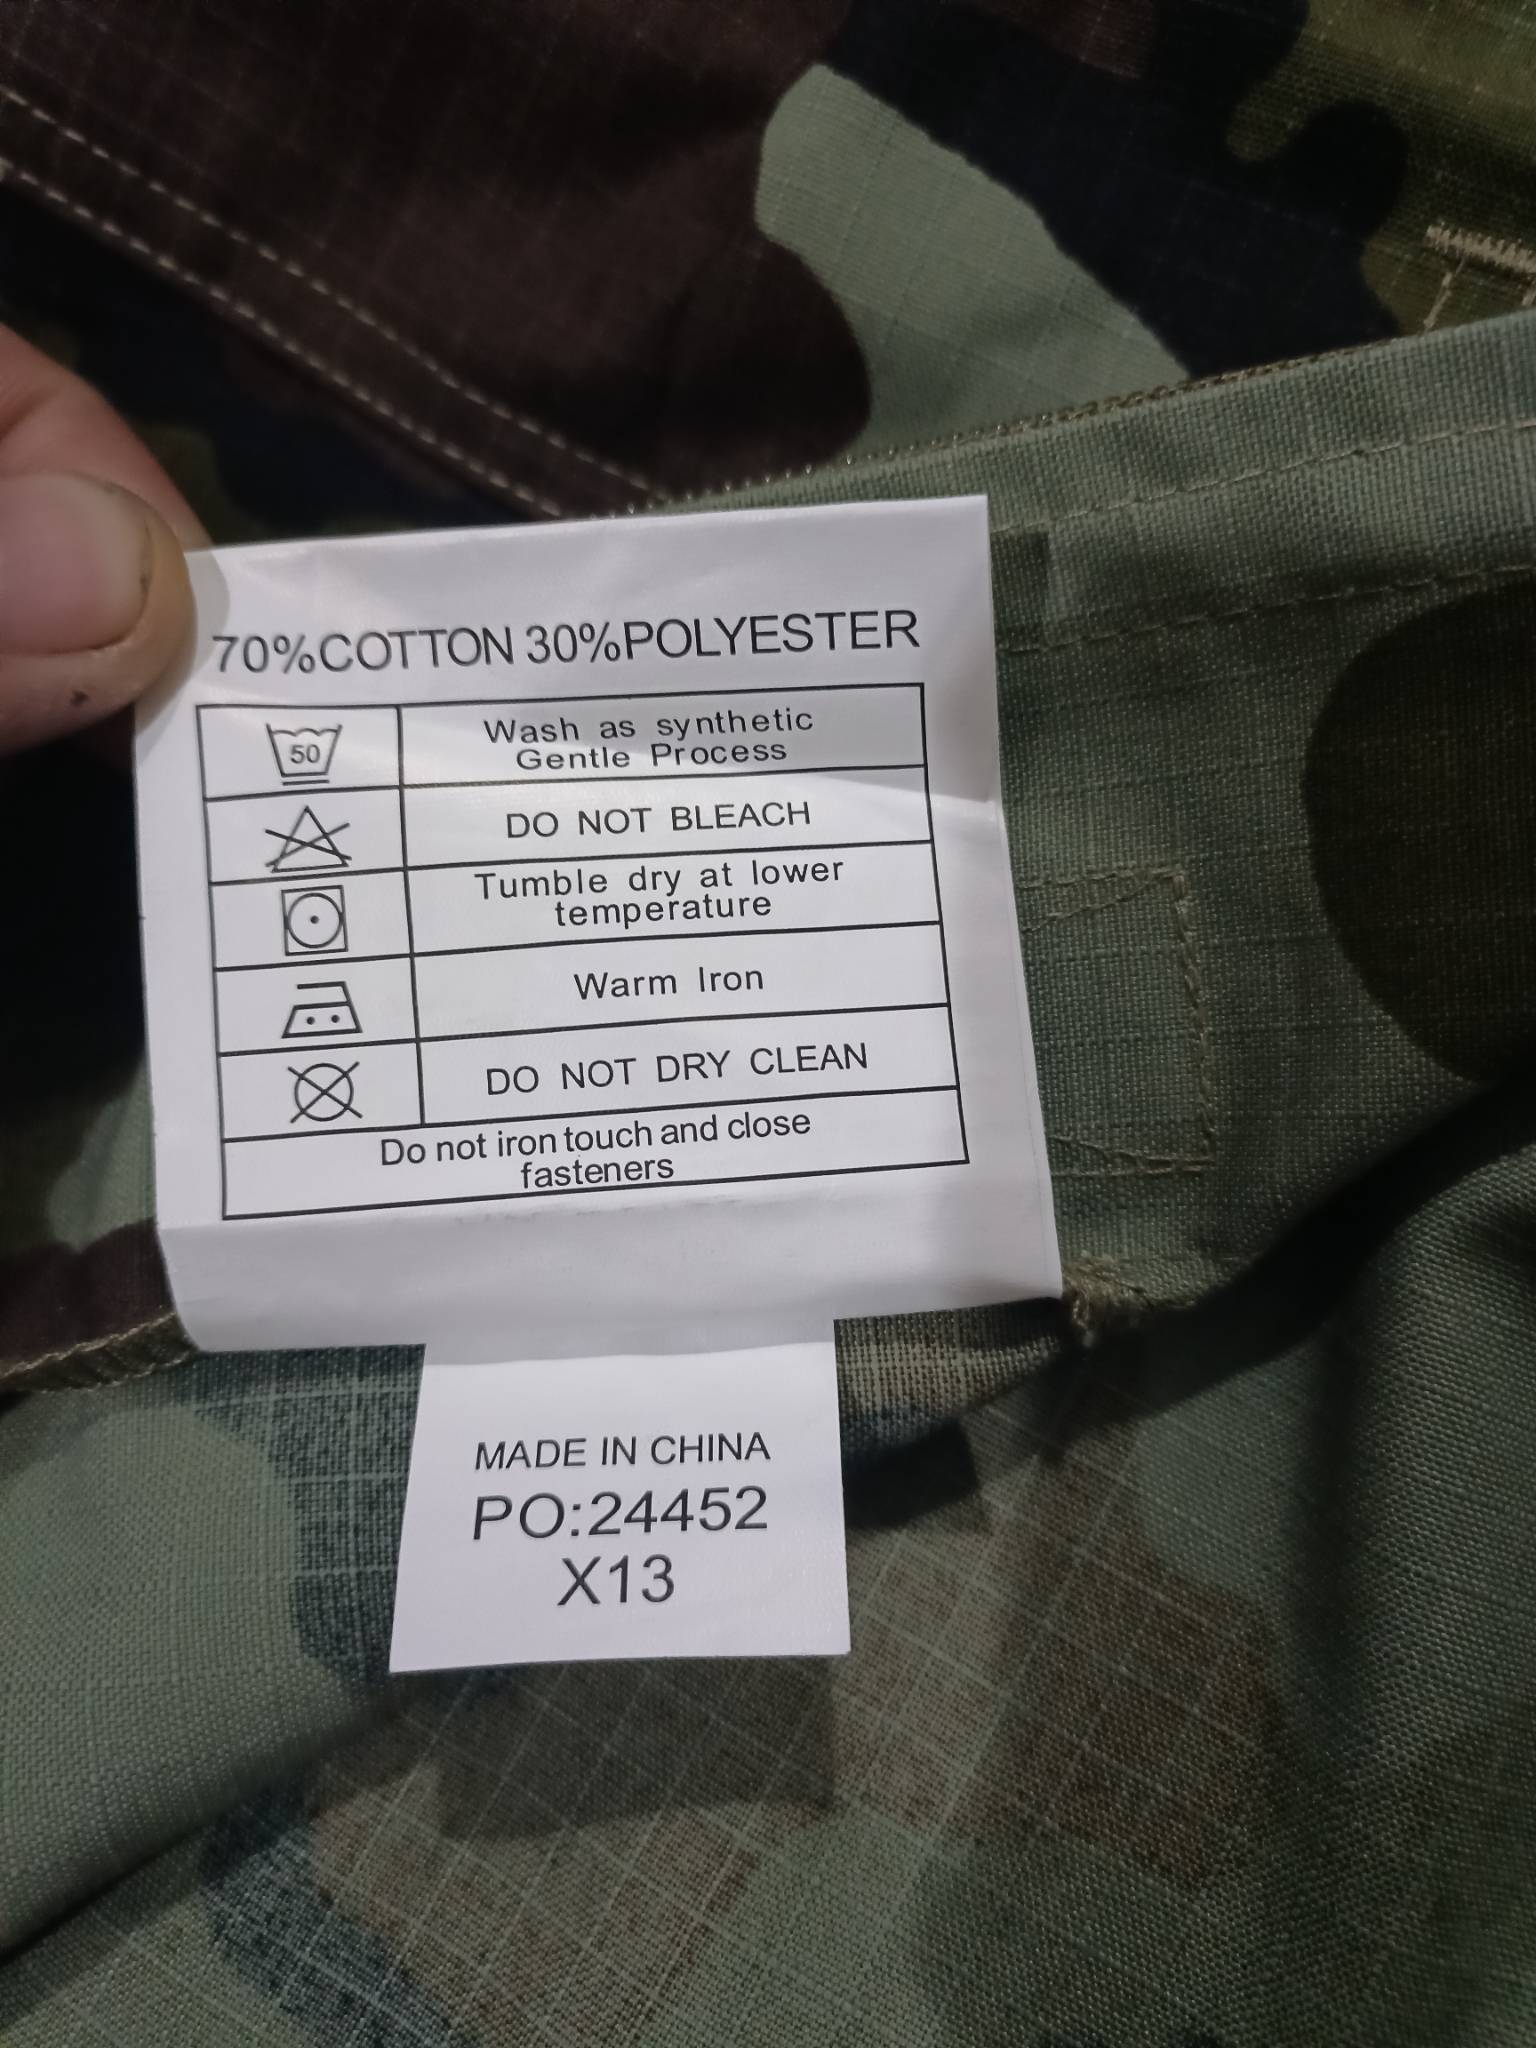 70%COTTON 30%POLYESTER
50
Wash as synthetic
Gentle Process
DO NOT BLEACH
Tumble dry at lower
temperature
Warm Iron
DO NOT DRY CLEAN
Do not iron touch and close
fasteners
MADE IN CHINA
PO:24452
X13